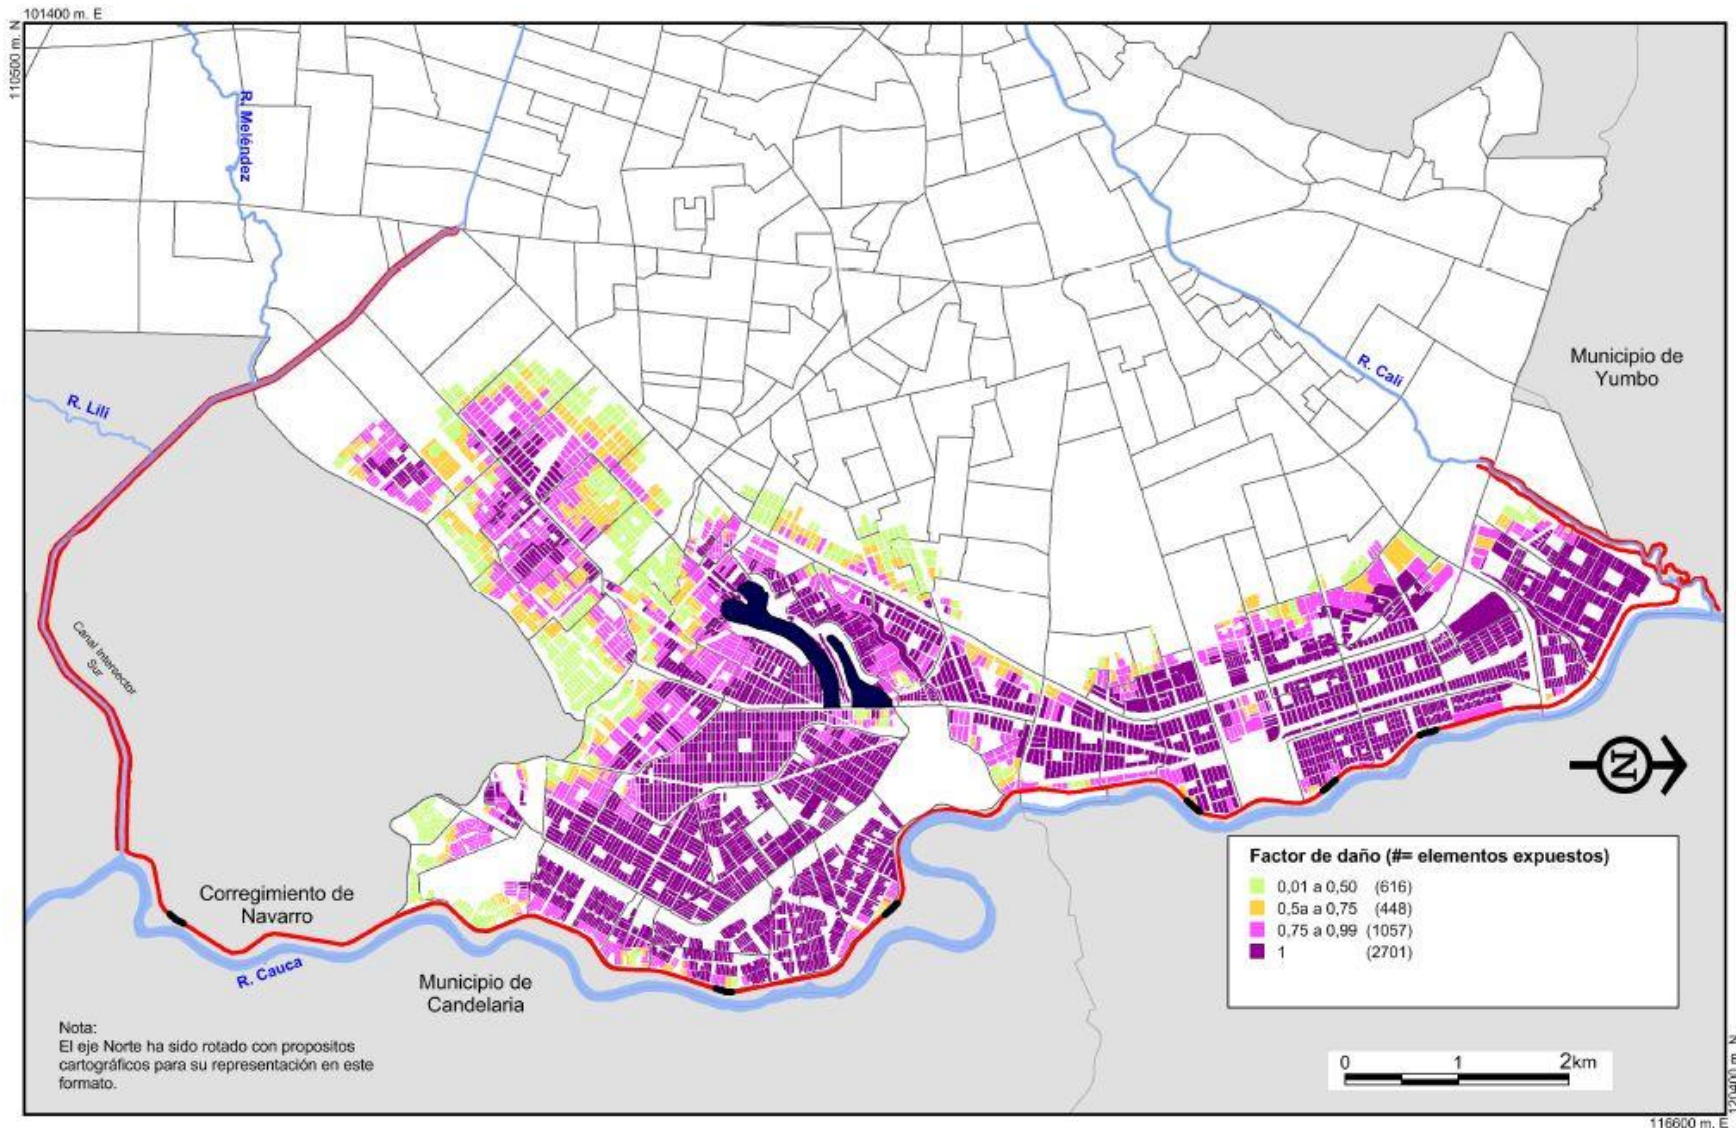 101400 m. E
110500 m. N
R. Meléndez
R. Lili
R. Cali
Municipio de
Yumbo
Canal Interceptor
Sur
N
Corregimiento de
Navarro
R. Cauca
Municipio de
Candelaria
Factor de daño (#= elementos expuestos)
0,01 a 0,50 (616)
0,5a a 0,75 (448)
0,75 a 0,99 (1057)
1 (2701)
Nota:
El eje Norte ha sido rotado con propositos
cartográficos para su representación en este
formato.
0 1 2km
120400 m. N
116600 m. E